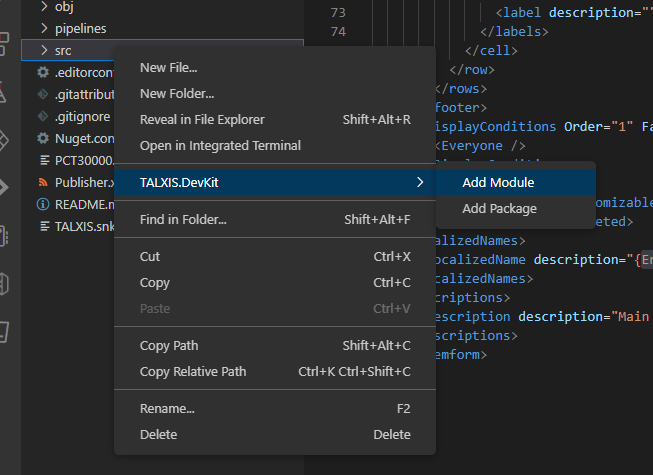 obj
pipelines
src
.editorconf
.gitattribut
.gitignore
Nuget.con
PCT30000.
Publisher.x
README.m
TALXIS.snk
New File...
New Folder...
Reveal in File Explorer Shift+Alt+R
Open in Integrated Terminal
TALXIS.DevKit
Find in Folder... Shift+Alt+F
Cut Ctrl+X
Copy Ctrl+C
Paste Ctrl+V
Copy Path Shift+Alt+C
Copy Relative Path Ctrl+K Ctrl+Shift+C
Rename... F2
Delete Delete
Add Module
Add Package
73 <label description=""
74 </labels>
</cell>
</row>
</rows>
footer>
isplayConditions Order="1" Fa
<Everyone />
omizable
eted>
alizedNames>
ocalizedName description="{Er
calizedNames>
criptions>
escription description="Main
scriptions>
emform>